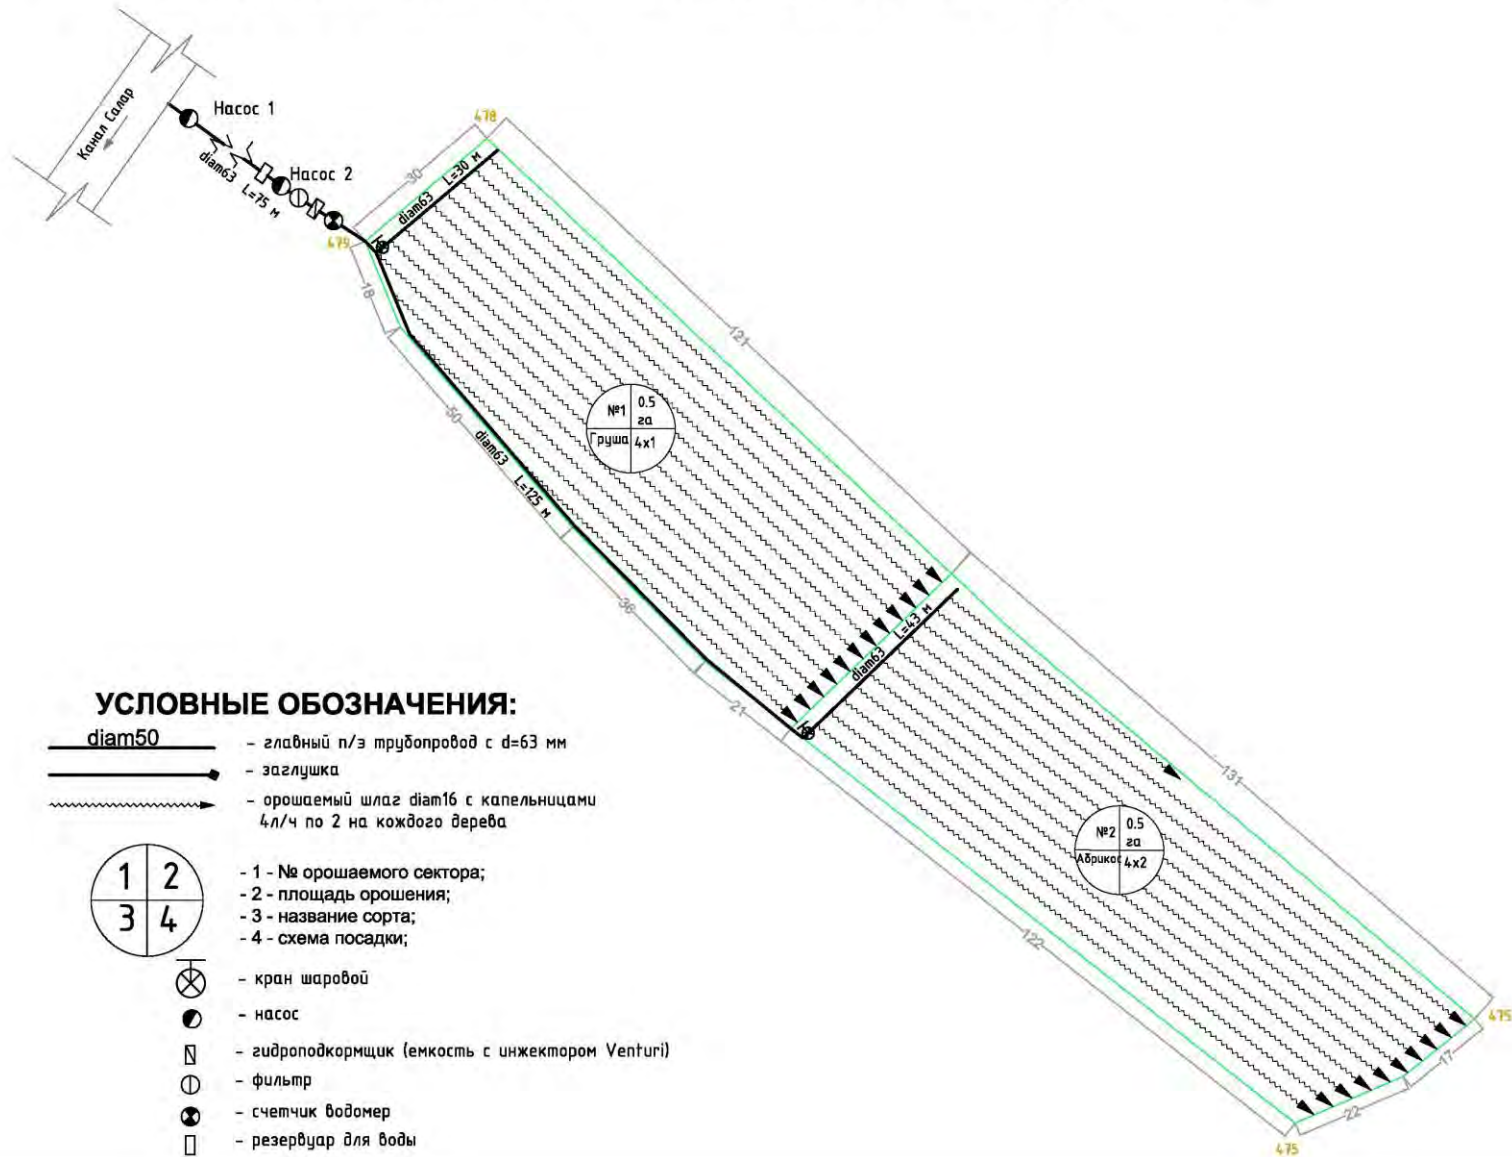 Канал Салар
Насос 1
diam63 L=75 м
Насос 2
478
479
30
diam63 L=30 м
18
121
50
diam63 L=125 м
№1
0.5
га
Груша
4x1
36
21
diam63 L=43 м
131
№2
0.5
га
Абрикос
4x2
122
475
17
22
475
УСЛОВНЫЕ ОБОЗНАЧЕНИЯ:
diam50
- главный п/э трубопровод с d=63 мм
- заглушка
- орошаемый шлаг diam16 с капельницами
4л/ч по 2 на каждого дерева
1 2
3 4
- 1 - № орошаемого сектора;
- 2 - площадь орошения;
- 3 - название сорта;
- 4 - схема посадки;
- кран шаровой
- насос
- гидроподкормщик (емкость с инжектором Venturi)
- фильтр
- счетчик водомер
- резервуар для воды